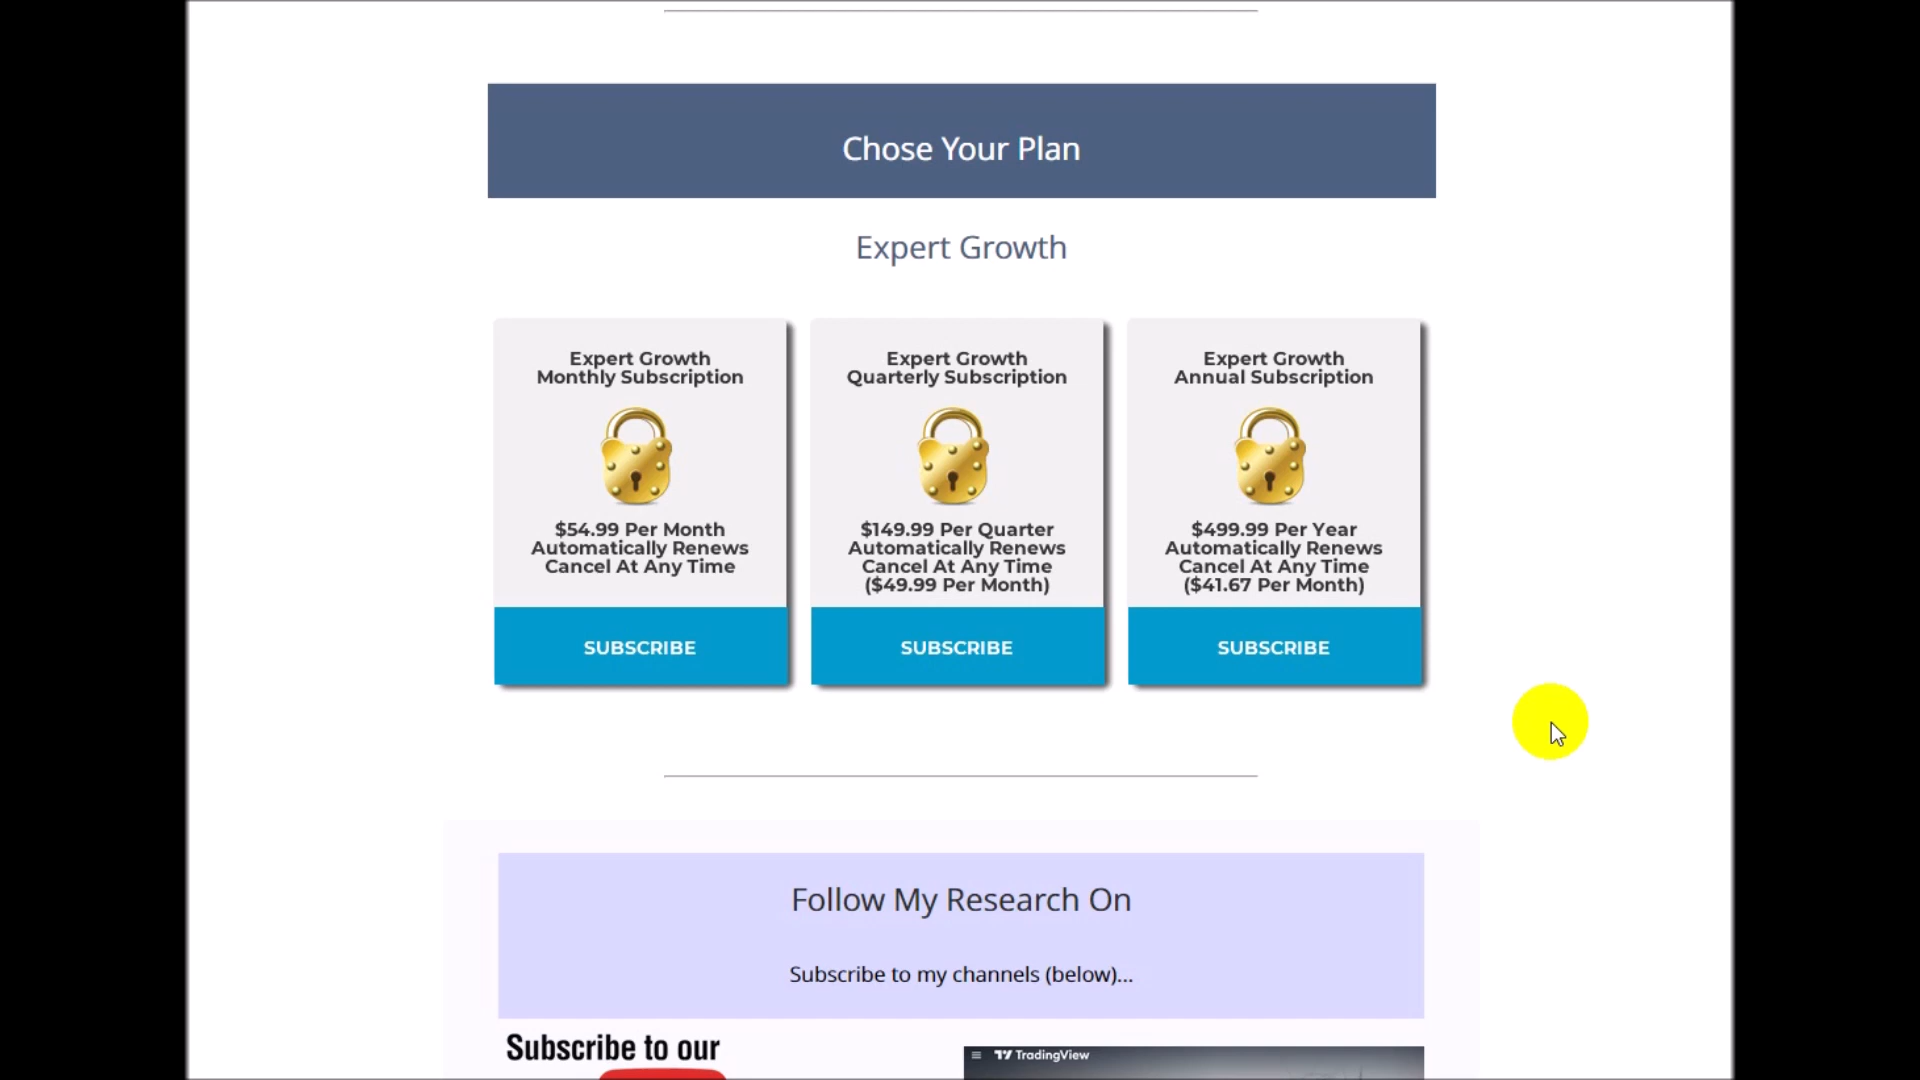 Chose Your Plan
Expert Growth
Expert Growth
Monthly Subscription
$54.99 Per Month
Automatically Renews
Cancel At Any Time
SUBSCRIBE
Expert Growth
Quarterly Subscription
$149.99 Per Quarter
Automatically Renews
Cancel At Any Time
($49.99 Per Month)
SUBSCRIBE
Expert Growth
Annual Subscription
$499.99 Per Year
Automatically Renews
Cancel At Any Time
($41.67 Per Month)
SUBSCRIBE
Follow My Research On
Subscribe to my channels (below)...
Subscribe to our
TradingView